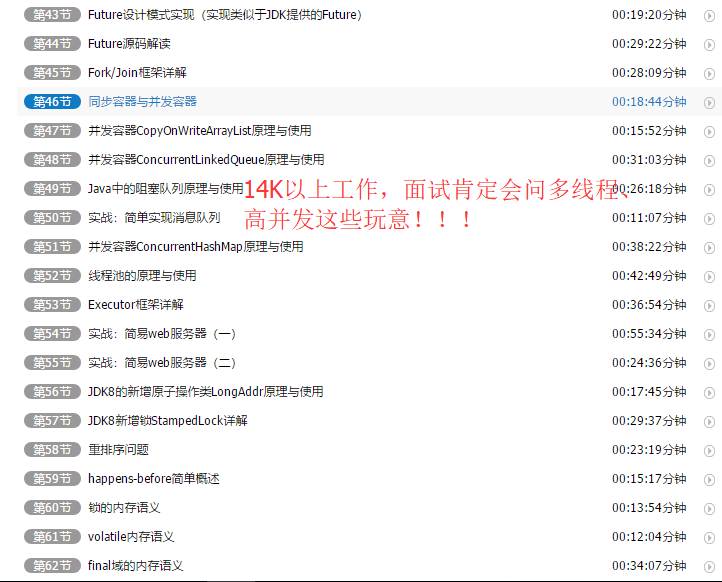 第43节 Future设计模式实现（实现类似于JDK提供的Future） 00:19:20分钟
第44节 Future源码解读 00:29:22分钟
第45节 Fork/Join框架详解 00:28:09分钟
第46节 同步容器与并发容器 00:18:44分钟
第47节 并发容器CopyOnWriteArrayList原理与使用 00:15:52分钟
第48节 并发容器ConcurrentLinkedQueue原理与使用 00:31:03分钟
第49节 Java中的阻塞队列原理与使用 00:26:18分钟
14K以上工作，面试肯定会问多线程、
高并发这些玩意！！！
第50节 实战：简单实现消息队列 00:11:07分钟
第51节 并发容器ConcurrentHashMap原理与使用 00:38:22分钟
第52节 线程池的原理与使用 00:42:49分钟
第53节 Executor框架详解 00:36:54分钟
第54节 实战：简易web服务器（一） 00:55:34分钟
第55节 实战：简易web服务器（二） 00:24:36分钟
第56节 JDK8的新增原子操作类LongAddr原理与使用 00:17:45分钟
第57节 JDK8新增锁StampedLock详解 00:29:37分钟
第58节 重排序问题 00:23:19分钟
第59节 happens-before简单概述 00:15:17分钟
第60节 锁的内存语义 00:13:54分钟
第61节 volatile内存语义 00:12:04分钟
第62节 final域的内存语义 00:34:07分钟